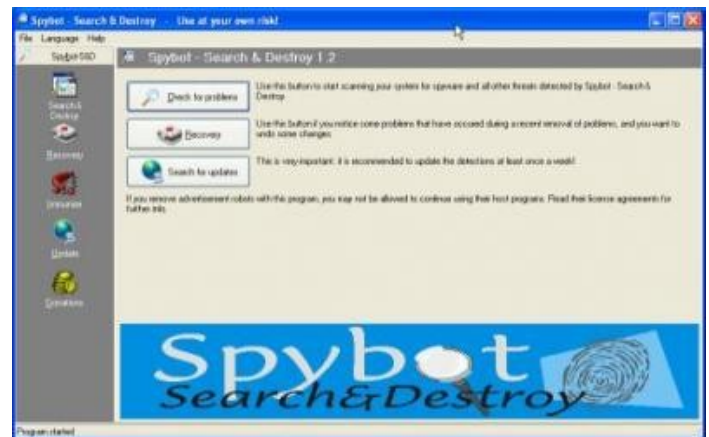 Spybot - Search & Destroy - Use at your own risk!
File Language Help
Spybot-S&D
Spybot - Search & Destroy 1.2
Search & Destroy
Recovery
Immunize
Update
Donations
Check for problems
Use this button to start scanning your system for spyware and all other threats detected by Spybot - Search &
Destroy
Recovery
Use this button if you notice some problems that have occured during a recent removal of problems, and you want to
undo some changes.
Search for updates
This is very important: it is recommended to update the detections at least once a week!
If you remove advertisement robots with this program, you may not be allowed to continue using their host programs. Read their license agreements for
further info.
Spybot
Search&Destroy
Program started